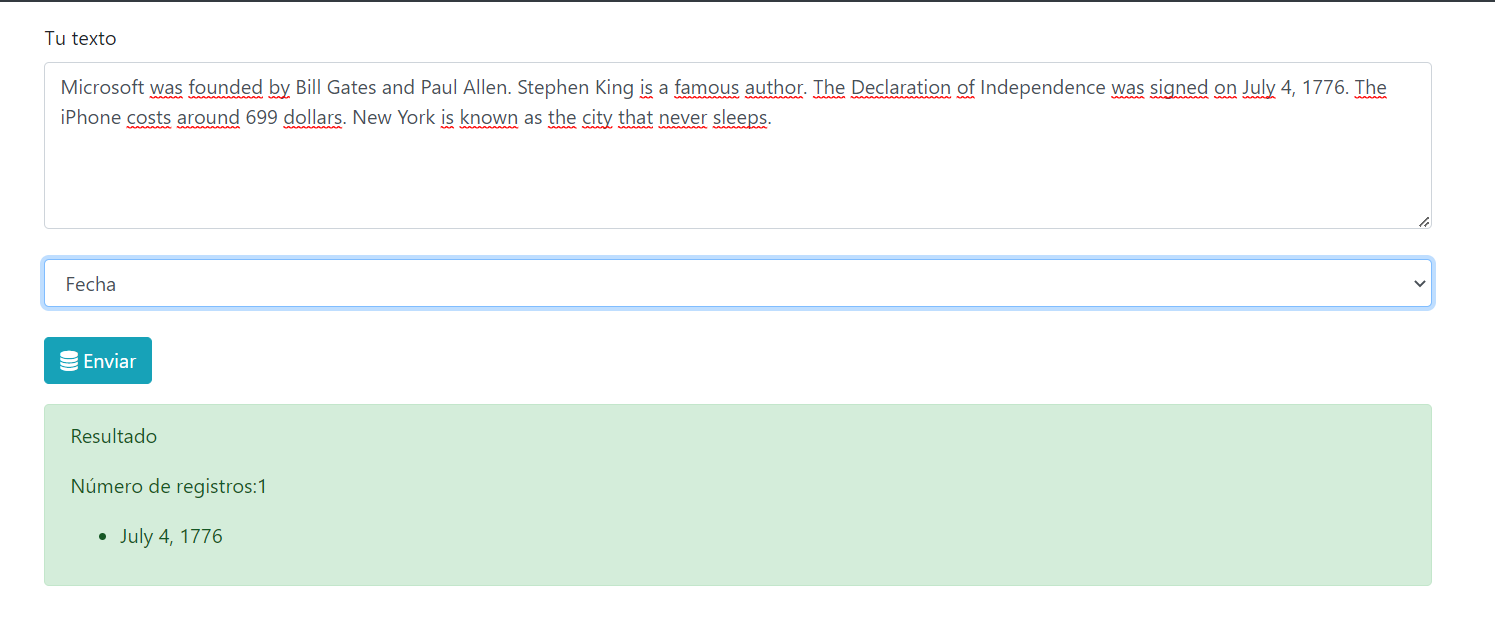 Tu texto
Microsoft was founded by Bill Gates and Paul Allen. Stephen King is a famous author. The Declaration of Independence was signed on July 4, 1776. The
iPhone costs around 699 dollars. New York is known as the city that never sleeps.
Fecha
Enviar
Resultado
Número de registros:1
July 4, 1776